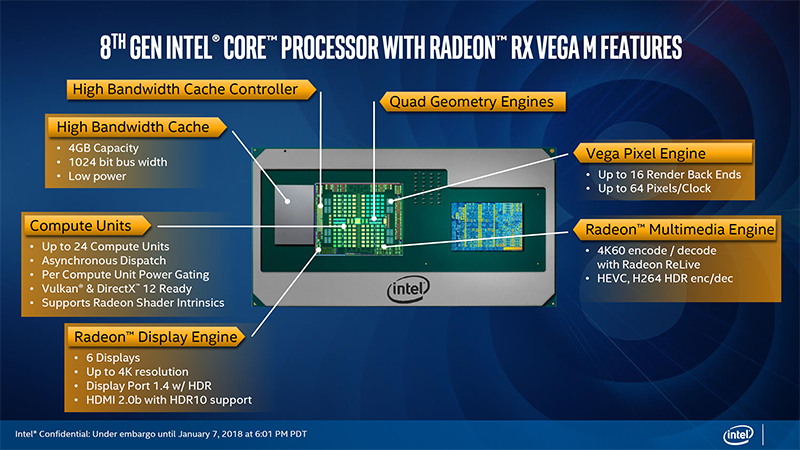 8TH GEN INTEL® CORE™ PROCESSOR WITH RADEON™ RX VEGA M FEATURES
High Bandwidth Cache Controller
Quad Geometry Engines
High Bandwidth Cache
• 4GB Capacity
• 1024 bit bus width
• Low power
Vega Pixel Engine
• Up to 16 Render Back Ends
• Up to 64 Pixels/Clock
Compute Units
• Up to 24 Compute Units
• Asynchronous Dispatch
• Per Compute Unit Power Gating
• Vulkan® & DirectX™ 12 Ready
• Supports Radeon Shader Intrinsics
Radeon™ Multimedia Engine
• 4K60 encode / decode
with Radeon ReLive
• HEVC, H264 HDR enc/dec
intel
Radeon™ Display Engine
• 6 Displays
• Up to 4K resolution
• Display Port 1.4 w/ HDR
• HDMI 2.0b with HDR10 support
Intel® Confidential: Under embargo until January 7, 2018 at 6:01 PM PDT
intel